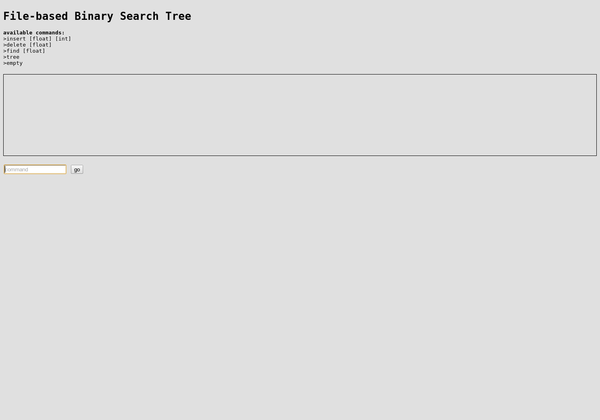 File-based Binary Search Tree
available commands:
>insert [float] [int]
>delete [float]
>find [float]
>tree
>empty
command
go